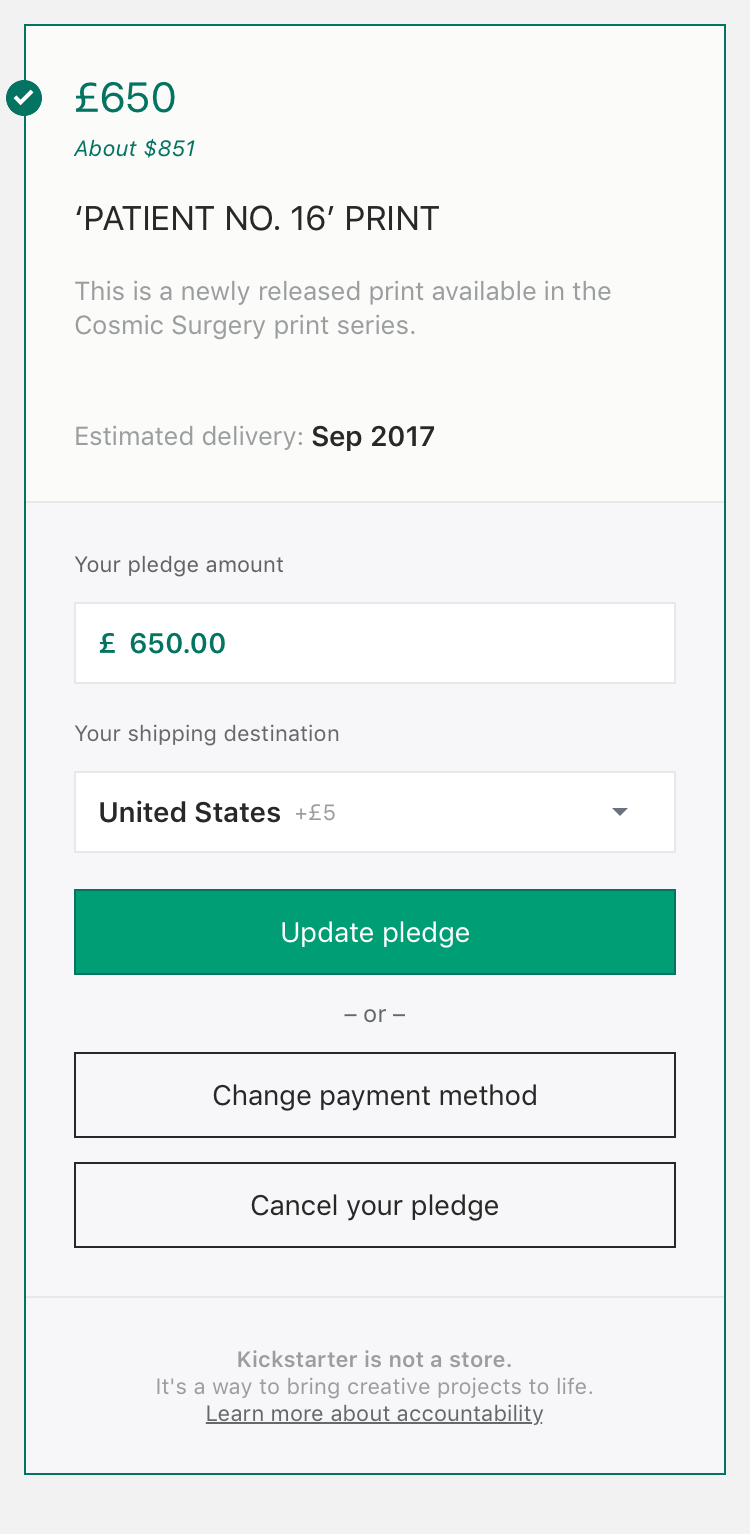 £650
About $851
‘PATIENT NO. 16’ PRINT
This is a newly released print available in the
Cosmic Surgery print series.
Estimated delivery: Sep 2017
Your pledge amount
£ 650.00
Your shipping destination
United States +£5
Update pledge
– or –
Change payment method
Cancel your pledge
Kickstarter is not a store.
It's a way to bring creative projects to life.
Learn more about accountability